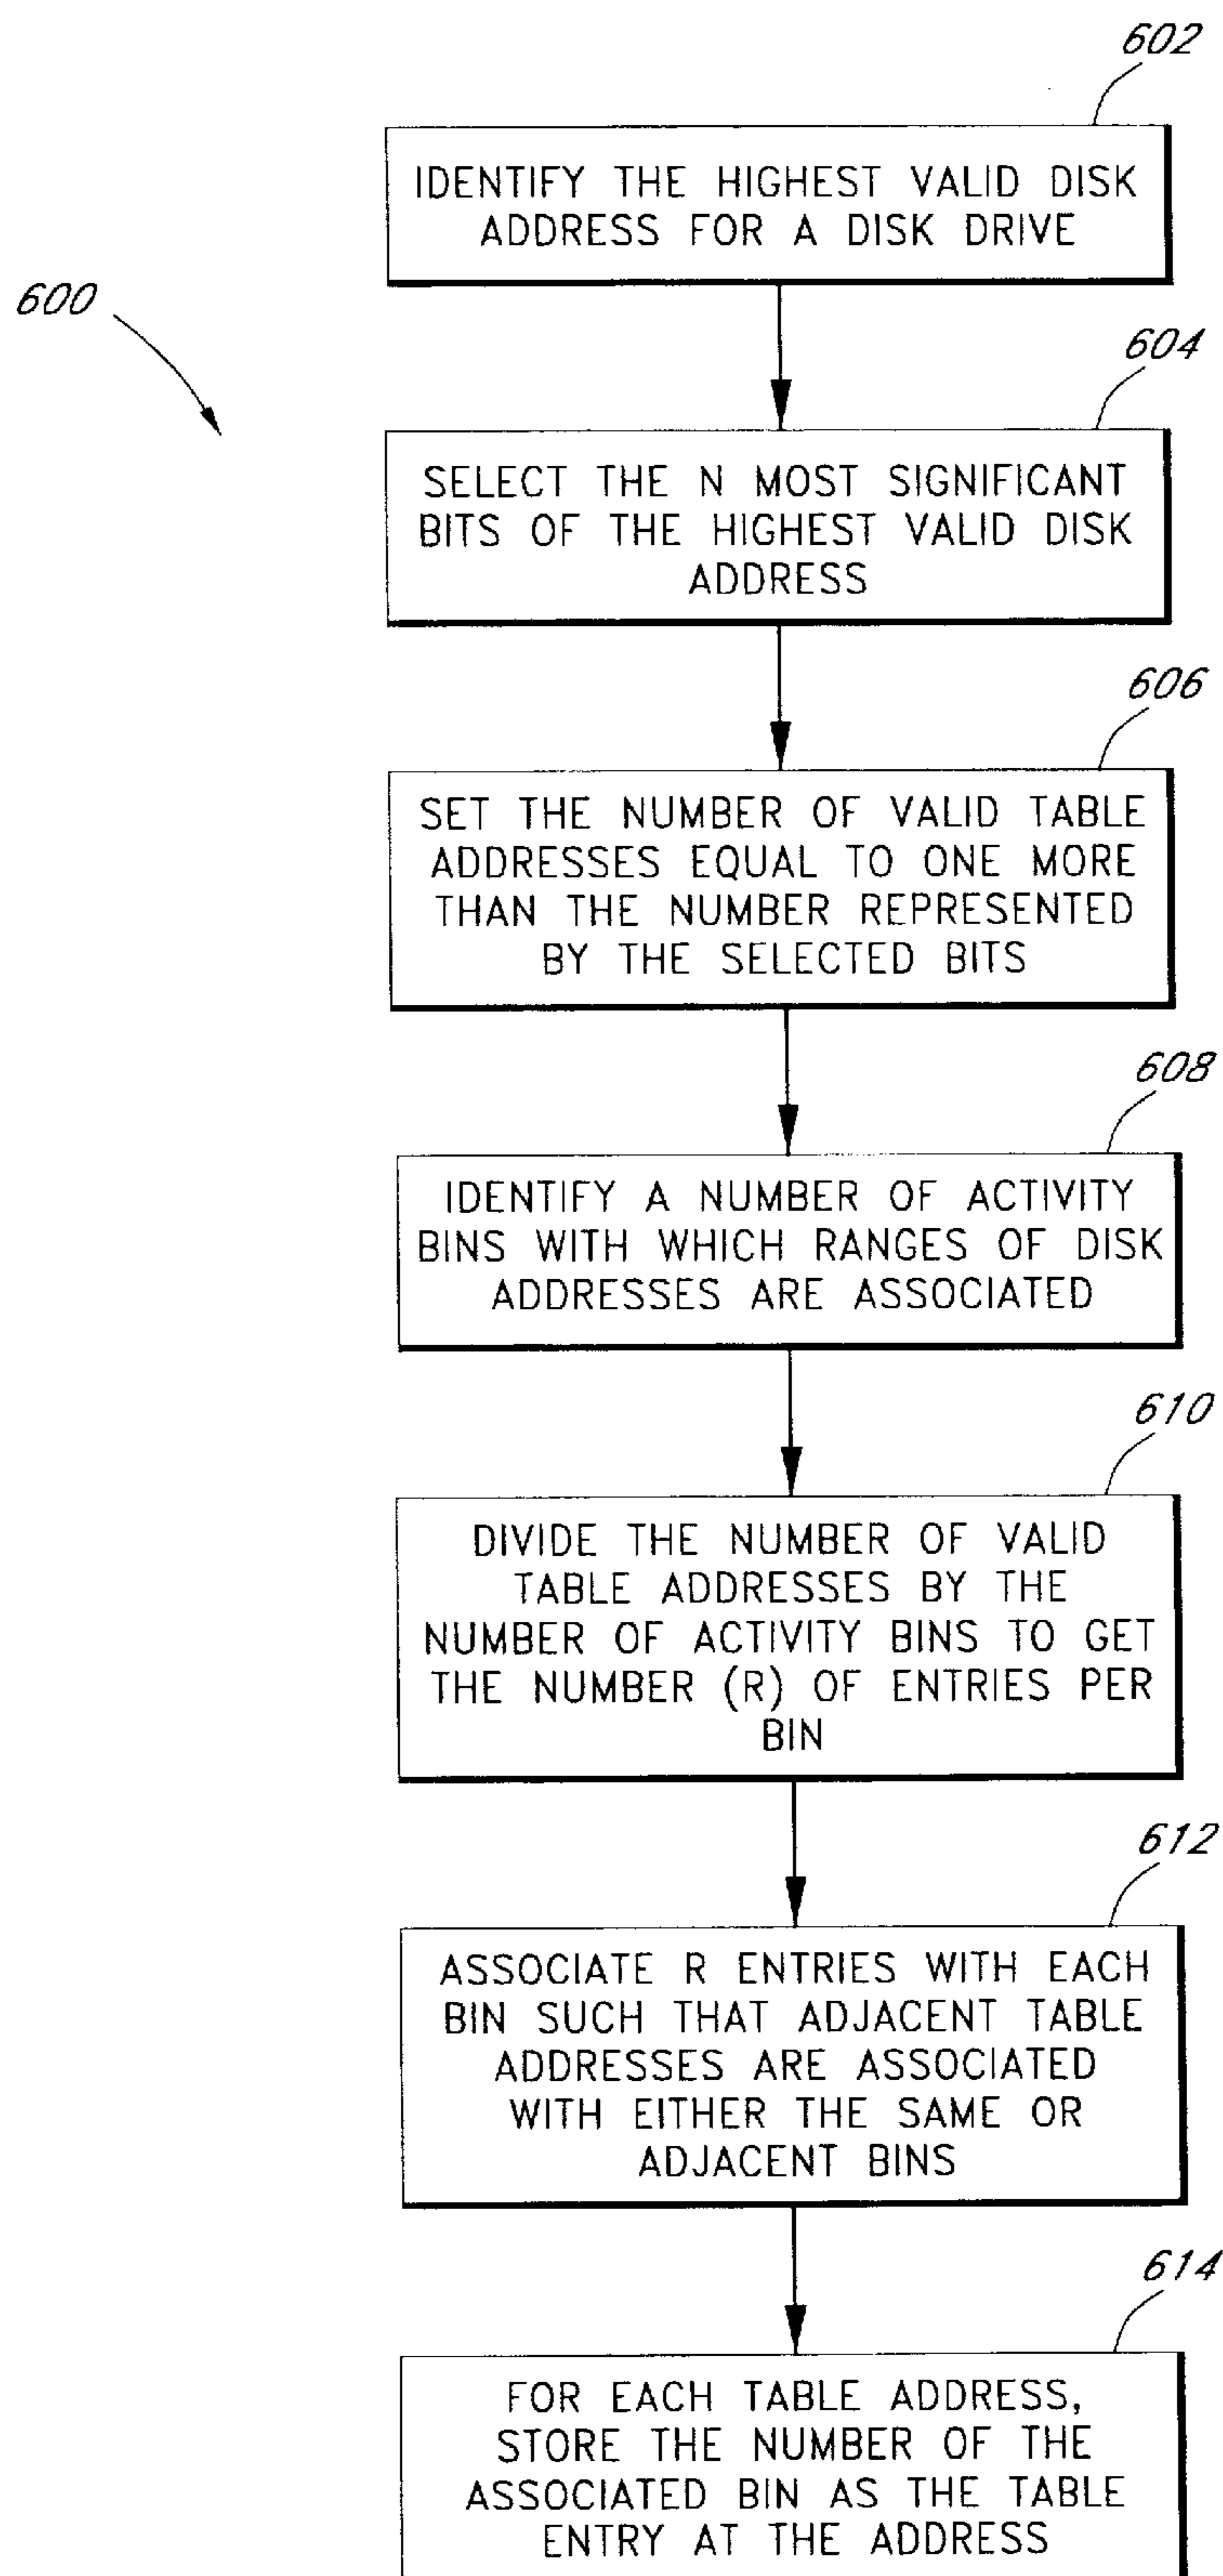 602
IDENTIFY THE HIGHEST VALID DISK
ADDRESS FOR A DISK DRIVE
600
604
SELECT THE N MOST SIGNIFICANT
BITS OF THE HIGHEST VALID DISK
ADDRESS
606
SET THE NUMBER OF VALID TABLE
ADDRESSES EQUAL TO ONE MORE
THAN THE NUMBER REPRESENTED
BY THE SELECTED BITS
608
IDENTIFY A NUMBER OF ACTIVITY
BINS WITH WHICH RANGES OF DISK
ADDRESSES ARE ASSOCIATED
610
DIVIDE THE NUMBER OF VALID
TABLE ADDRESSES BY THE
NUMBER OF ACTIVITY BINS TO GET
THE NUMBER (R) OF ENTRIES PER
BIN
612
ASSOCIATE R ENTRIES WITH EACH
BIN SUCH THAT ADJACENT TABLE
ADDRESSES ARE ASSOCIATED
WITH EITHER THE SAME OR
ADJACENT BINS
614
FOR EACH TABLE ADDRESS,
STORE THE NUMBER OF THE
ASSOCIATED BIN AS THE TABLE
ENTRY AT THE ADDRESS